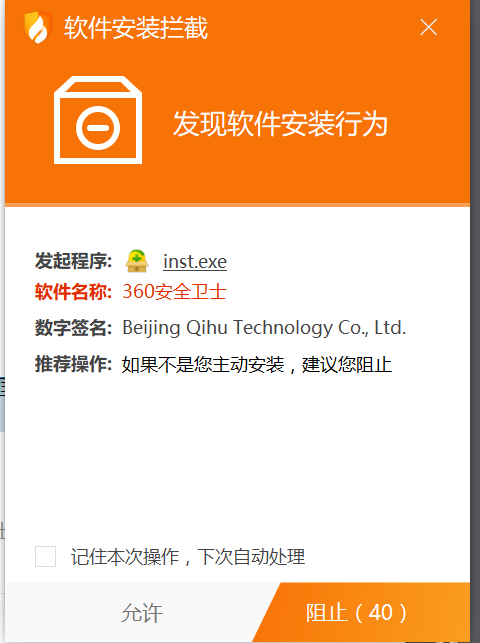 软件安装拦截
发现软件安装行为
发起程序: inst.exe
软件名称: 360安全卫士
数字签名: Beijing Qihu Technology Co., Ltd.
推荐操作: 如果不是您主动安装，建议您阻止
记住本次操作，下次自动处理
允许 阻止（40）